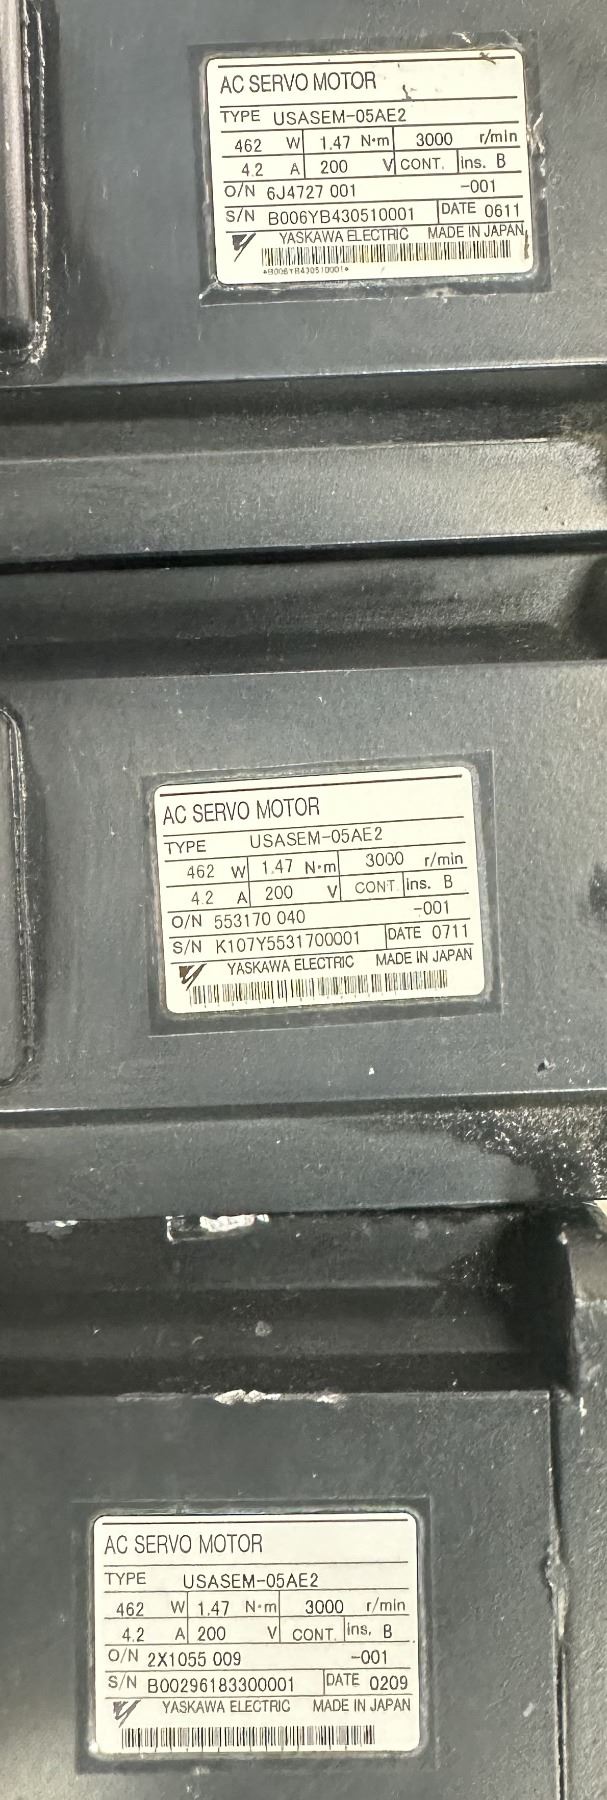 AC SERVO MOTOR
TYPE USASEM-05AE2
462 W 1.47 N·m 3000 r/min
4.2 A 200 V CONT. ins. B
O/N 6J4727 001 -001
S/N B006YB430510001 DATE 0611
YASKAWA ELECTRIC MADE IN JAPAN
*B006YB430510001*
AC SERVO MOTOR
TYPE USASEM-05AE2
462 W 1.47 N·m 3000 r/min
4.2 A 200 V CONT. ins. B
O/N 553170 040 -001
S/N K107Y5531700001 DATE 0711
YASKAWA ELECTRIC MADE IN JAPAN
AC SERVO MOTOR
TYPE USASEM-05AE2
462 W 1.47 N·m 3000 r/min
4.2 A 200 V CONT. ins. B
O/N 2X1055 009 -001
S/N B00296183300001 DATE 0209
YASKAWA ELECTRIC MADE IN JAPAN